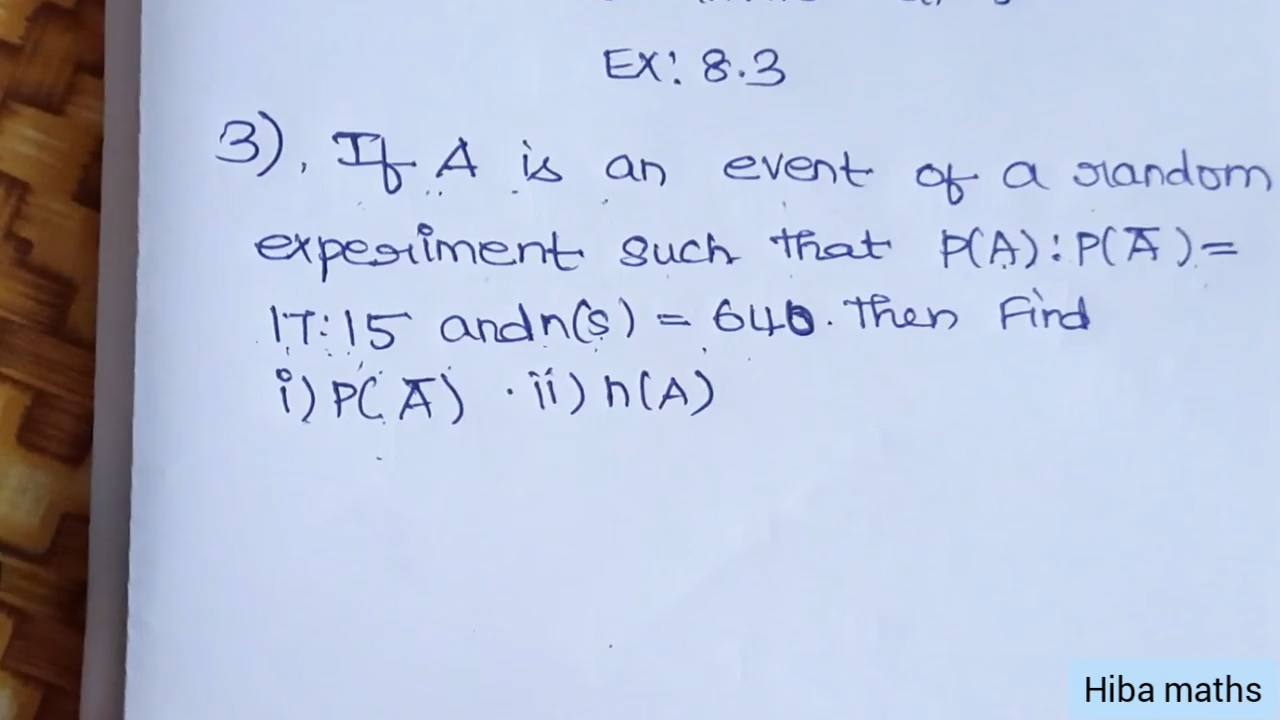 EX: 8.3
3), If A is an event of a random
experiment such that P(A) : P(Ā) =
17:15 and n(s) = 640. Then Find
i) P(Ā) . ii) n(A)
Hiba maths